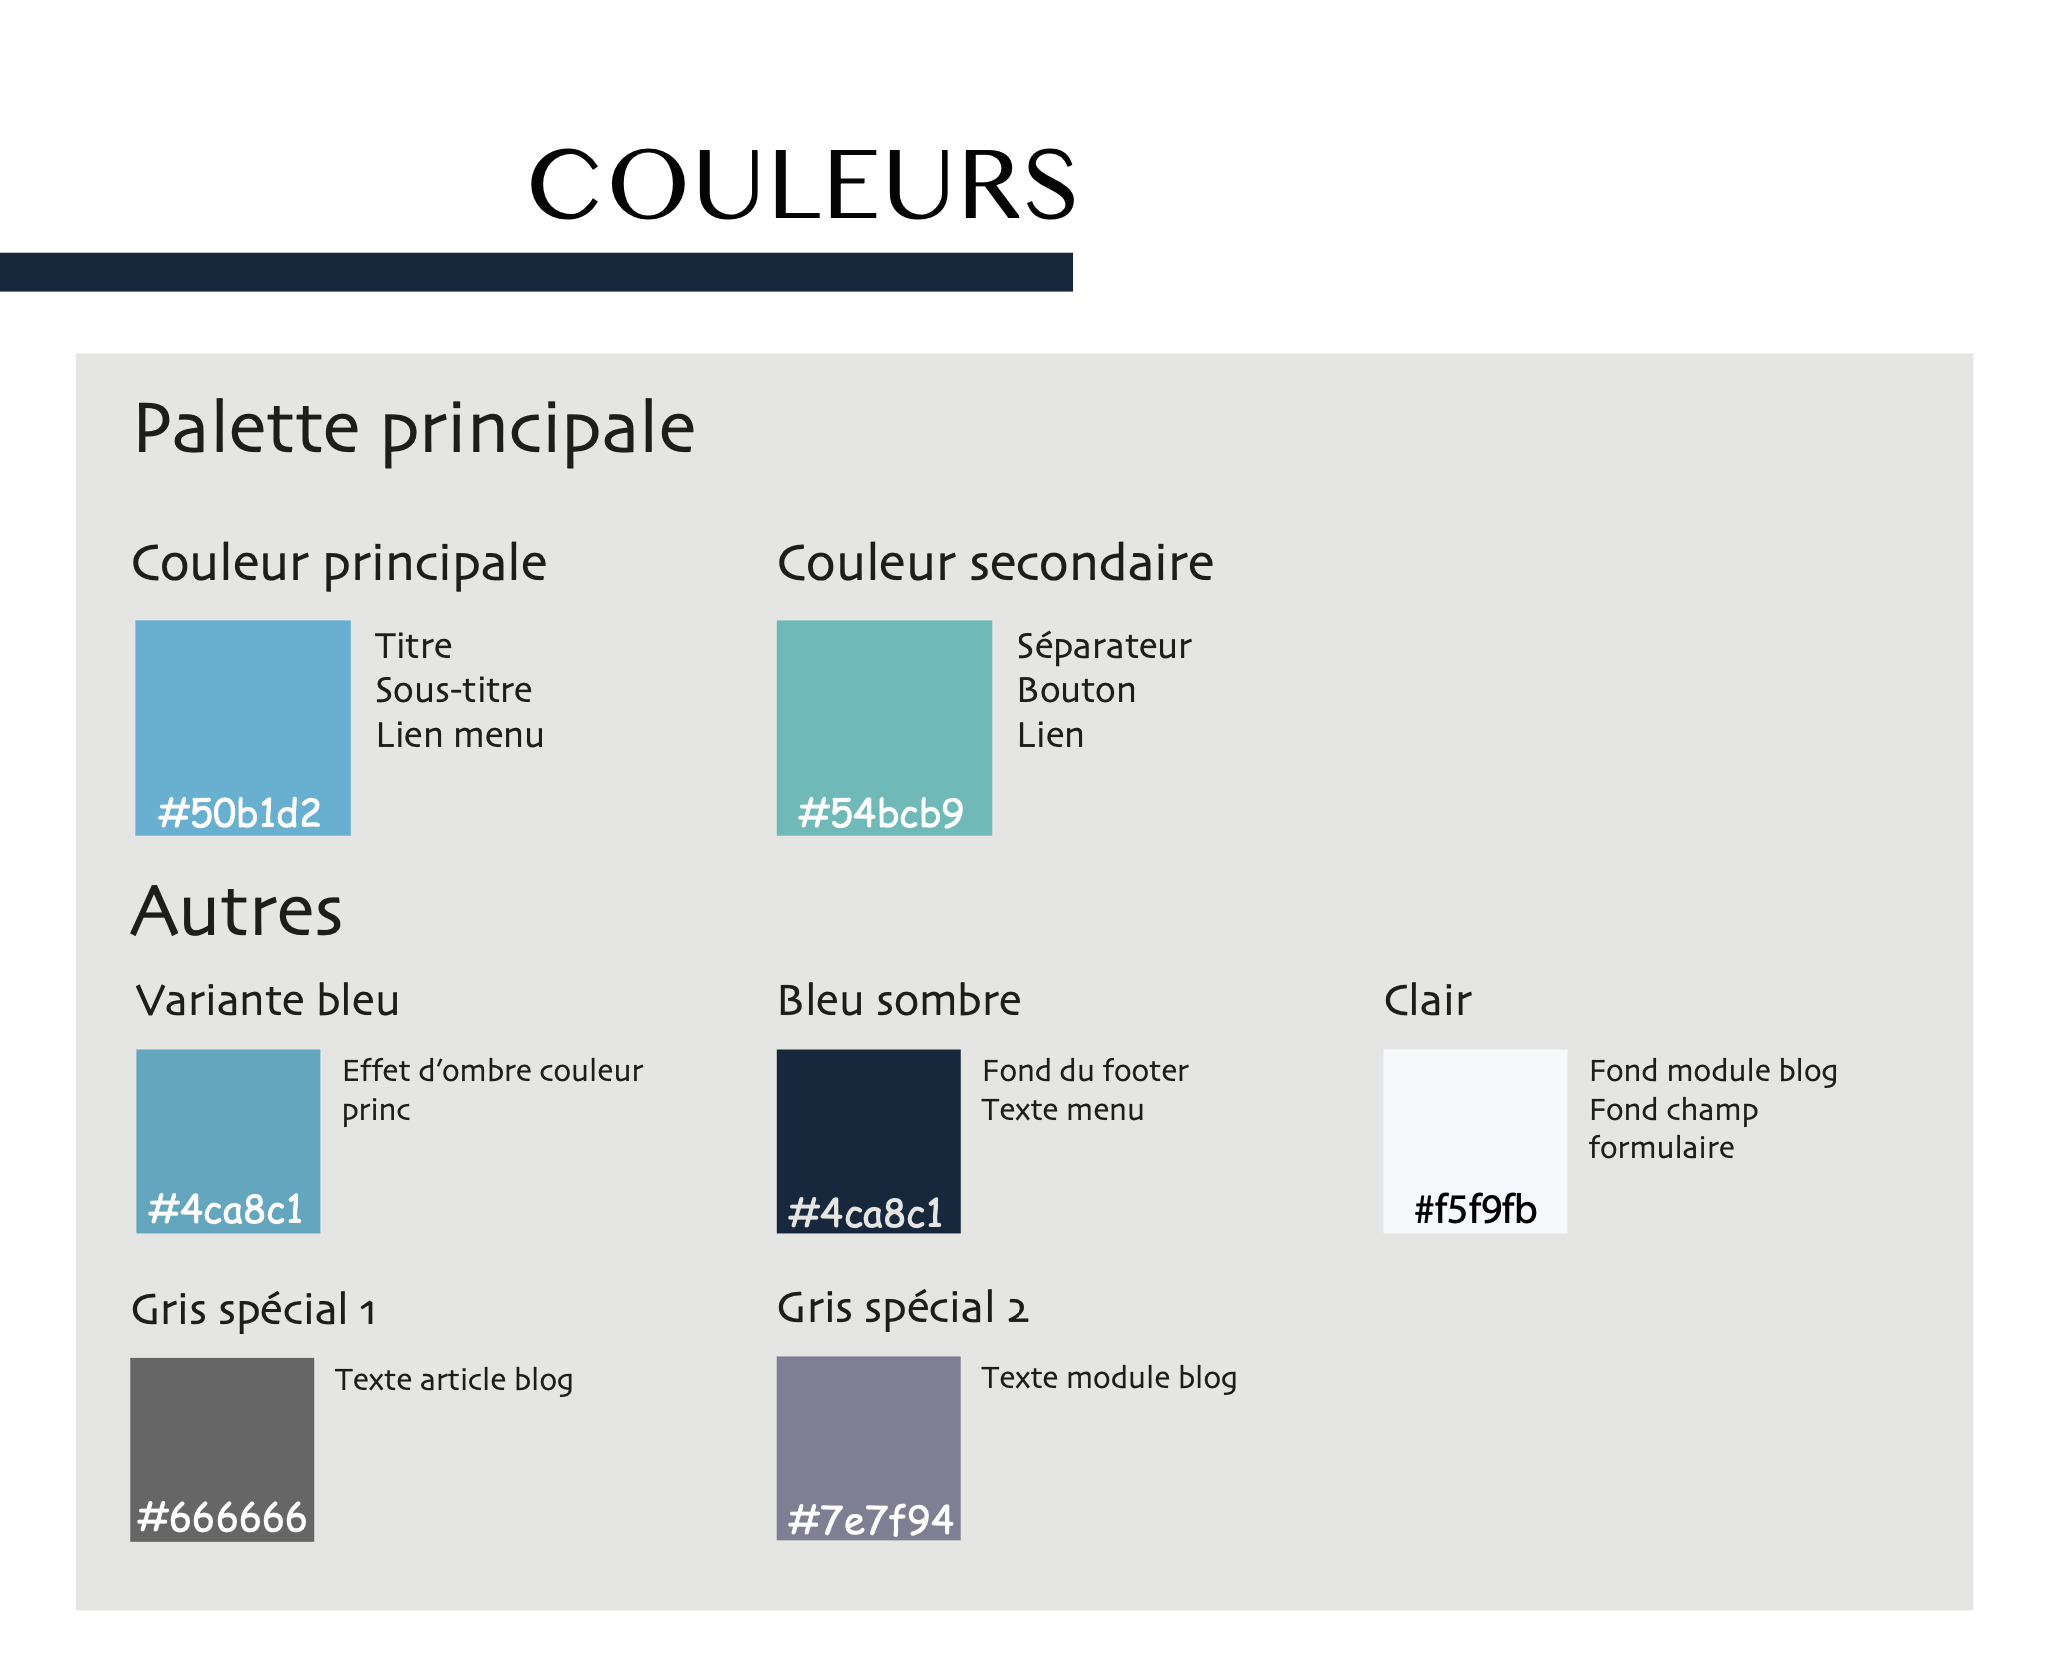 COULEURS
Palette principale
Couleur principale
Titre
Sous-titre
Lien menu
#50b1d2
Couleur secondaire
Séparateur
Bouton
Lien
#54bcb9
Autres
Variante bleu
Effet d’ombre couleur
princ
#4ca8c1
Bleu sombre
Fond du footer
Texte menu
#4ca8c1
Clair
Fond module blog
Fond champ
formulaire
#f5f9fb
Gris spécial 1
Texte article blog
#666666
Gris spécial 2
Texte module blog
#7e7f94